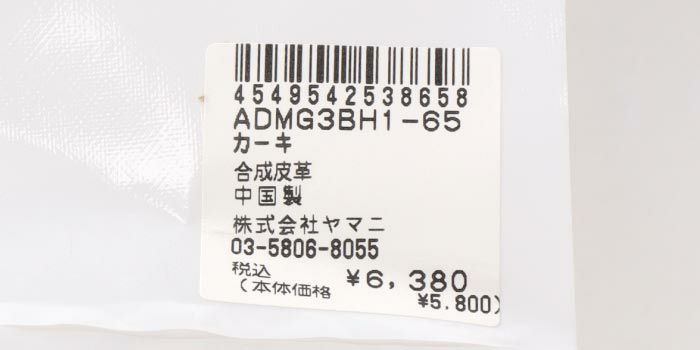 4549542538658
ADMG3BH1-65
カーキ
合成皮革
中国製
株式会社ヤマニ
03-5806-8055
税込 ¥6,380
(本体価格 ¥5.800)